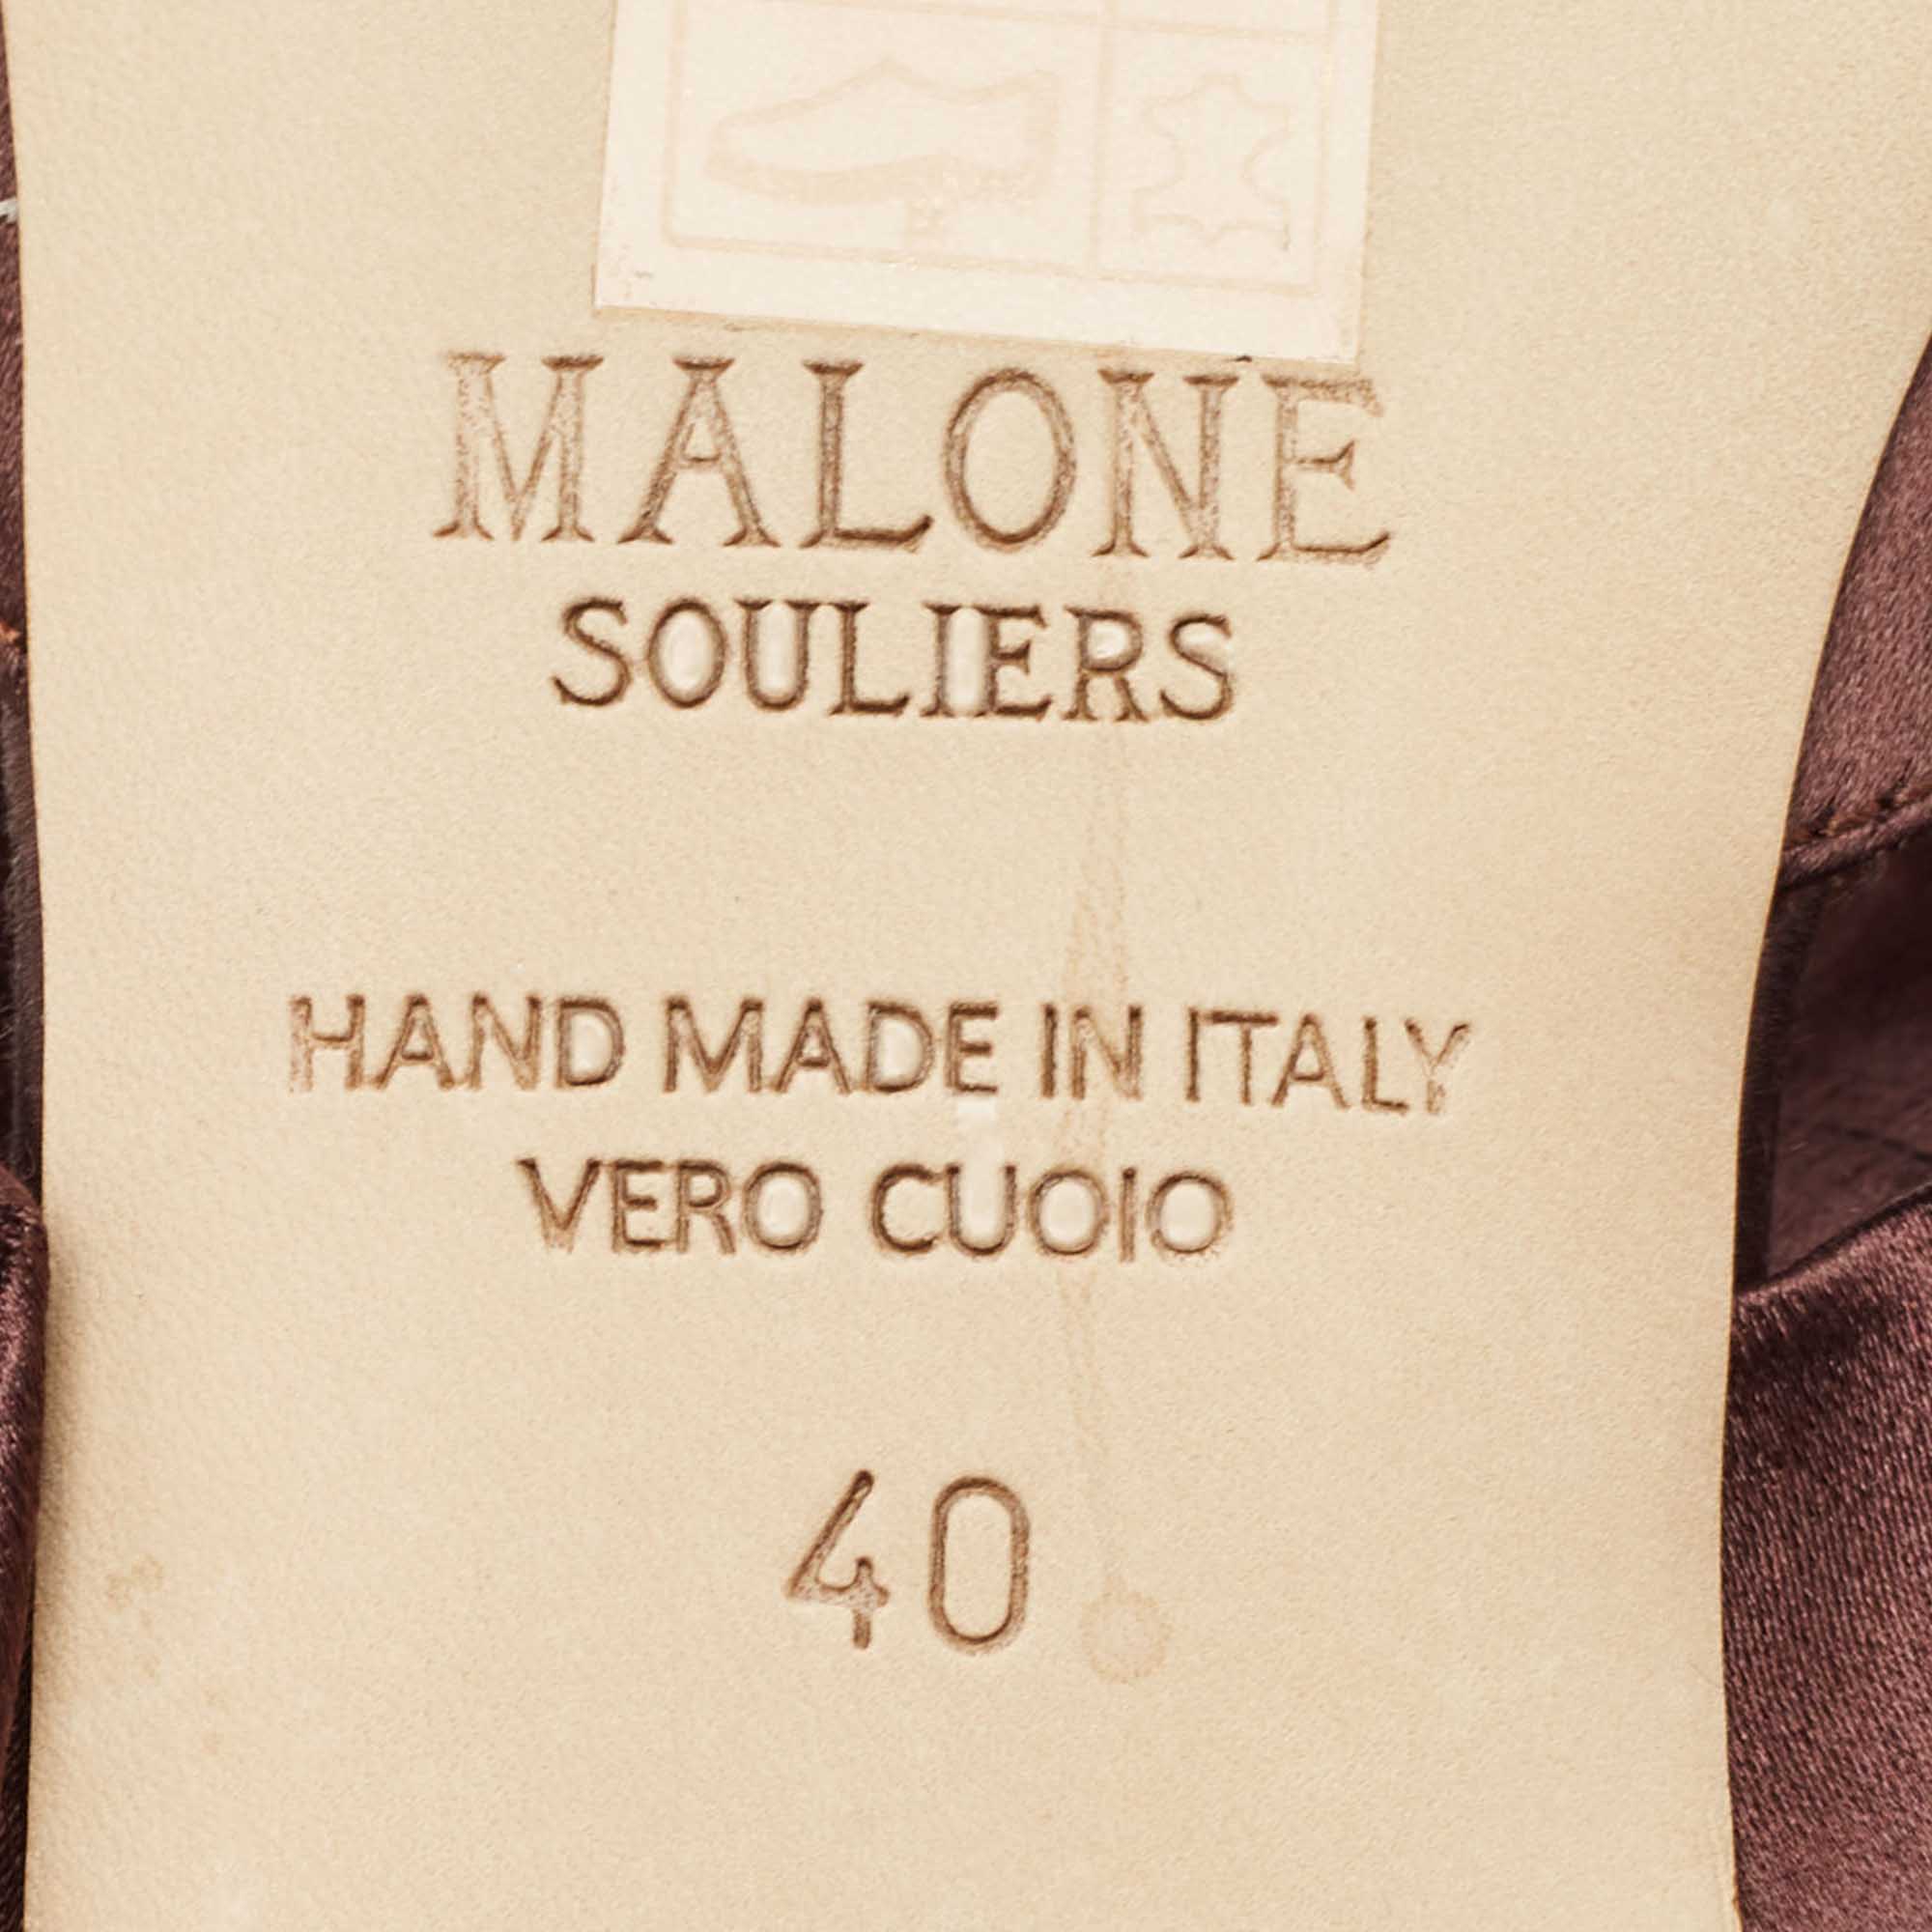 MALONE
SOULIERS
HAND MADE IN ITALY
VERO CUOIO
40